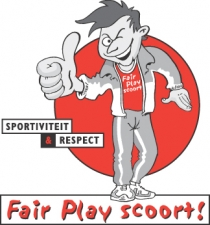 Fair
Play
scoort
SPORTIVITEIT
& RESPECT
Fair Play scoort!